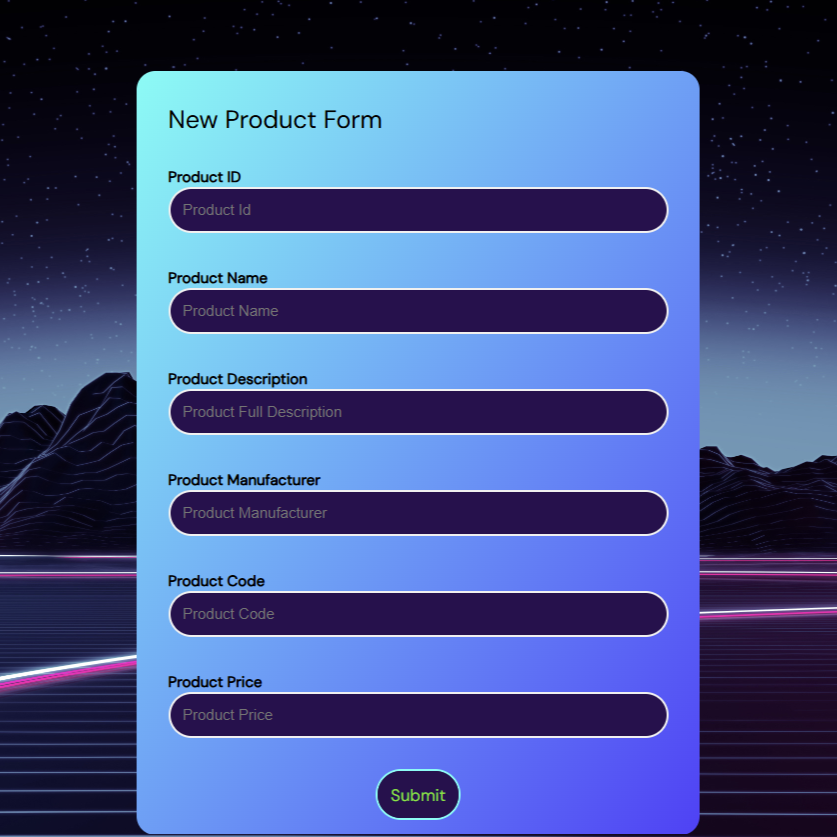 New Product Form
Product ID
Product Id
Product Name
Product Name
Product Description
Product Full Description
Product Manufacturer
Product Manufacturer
Product Code
Product Code
Product Price
Product Price
Submit